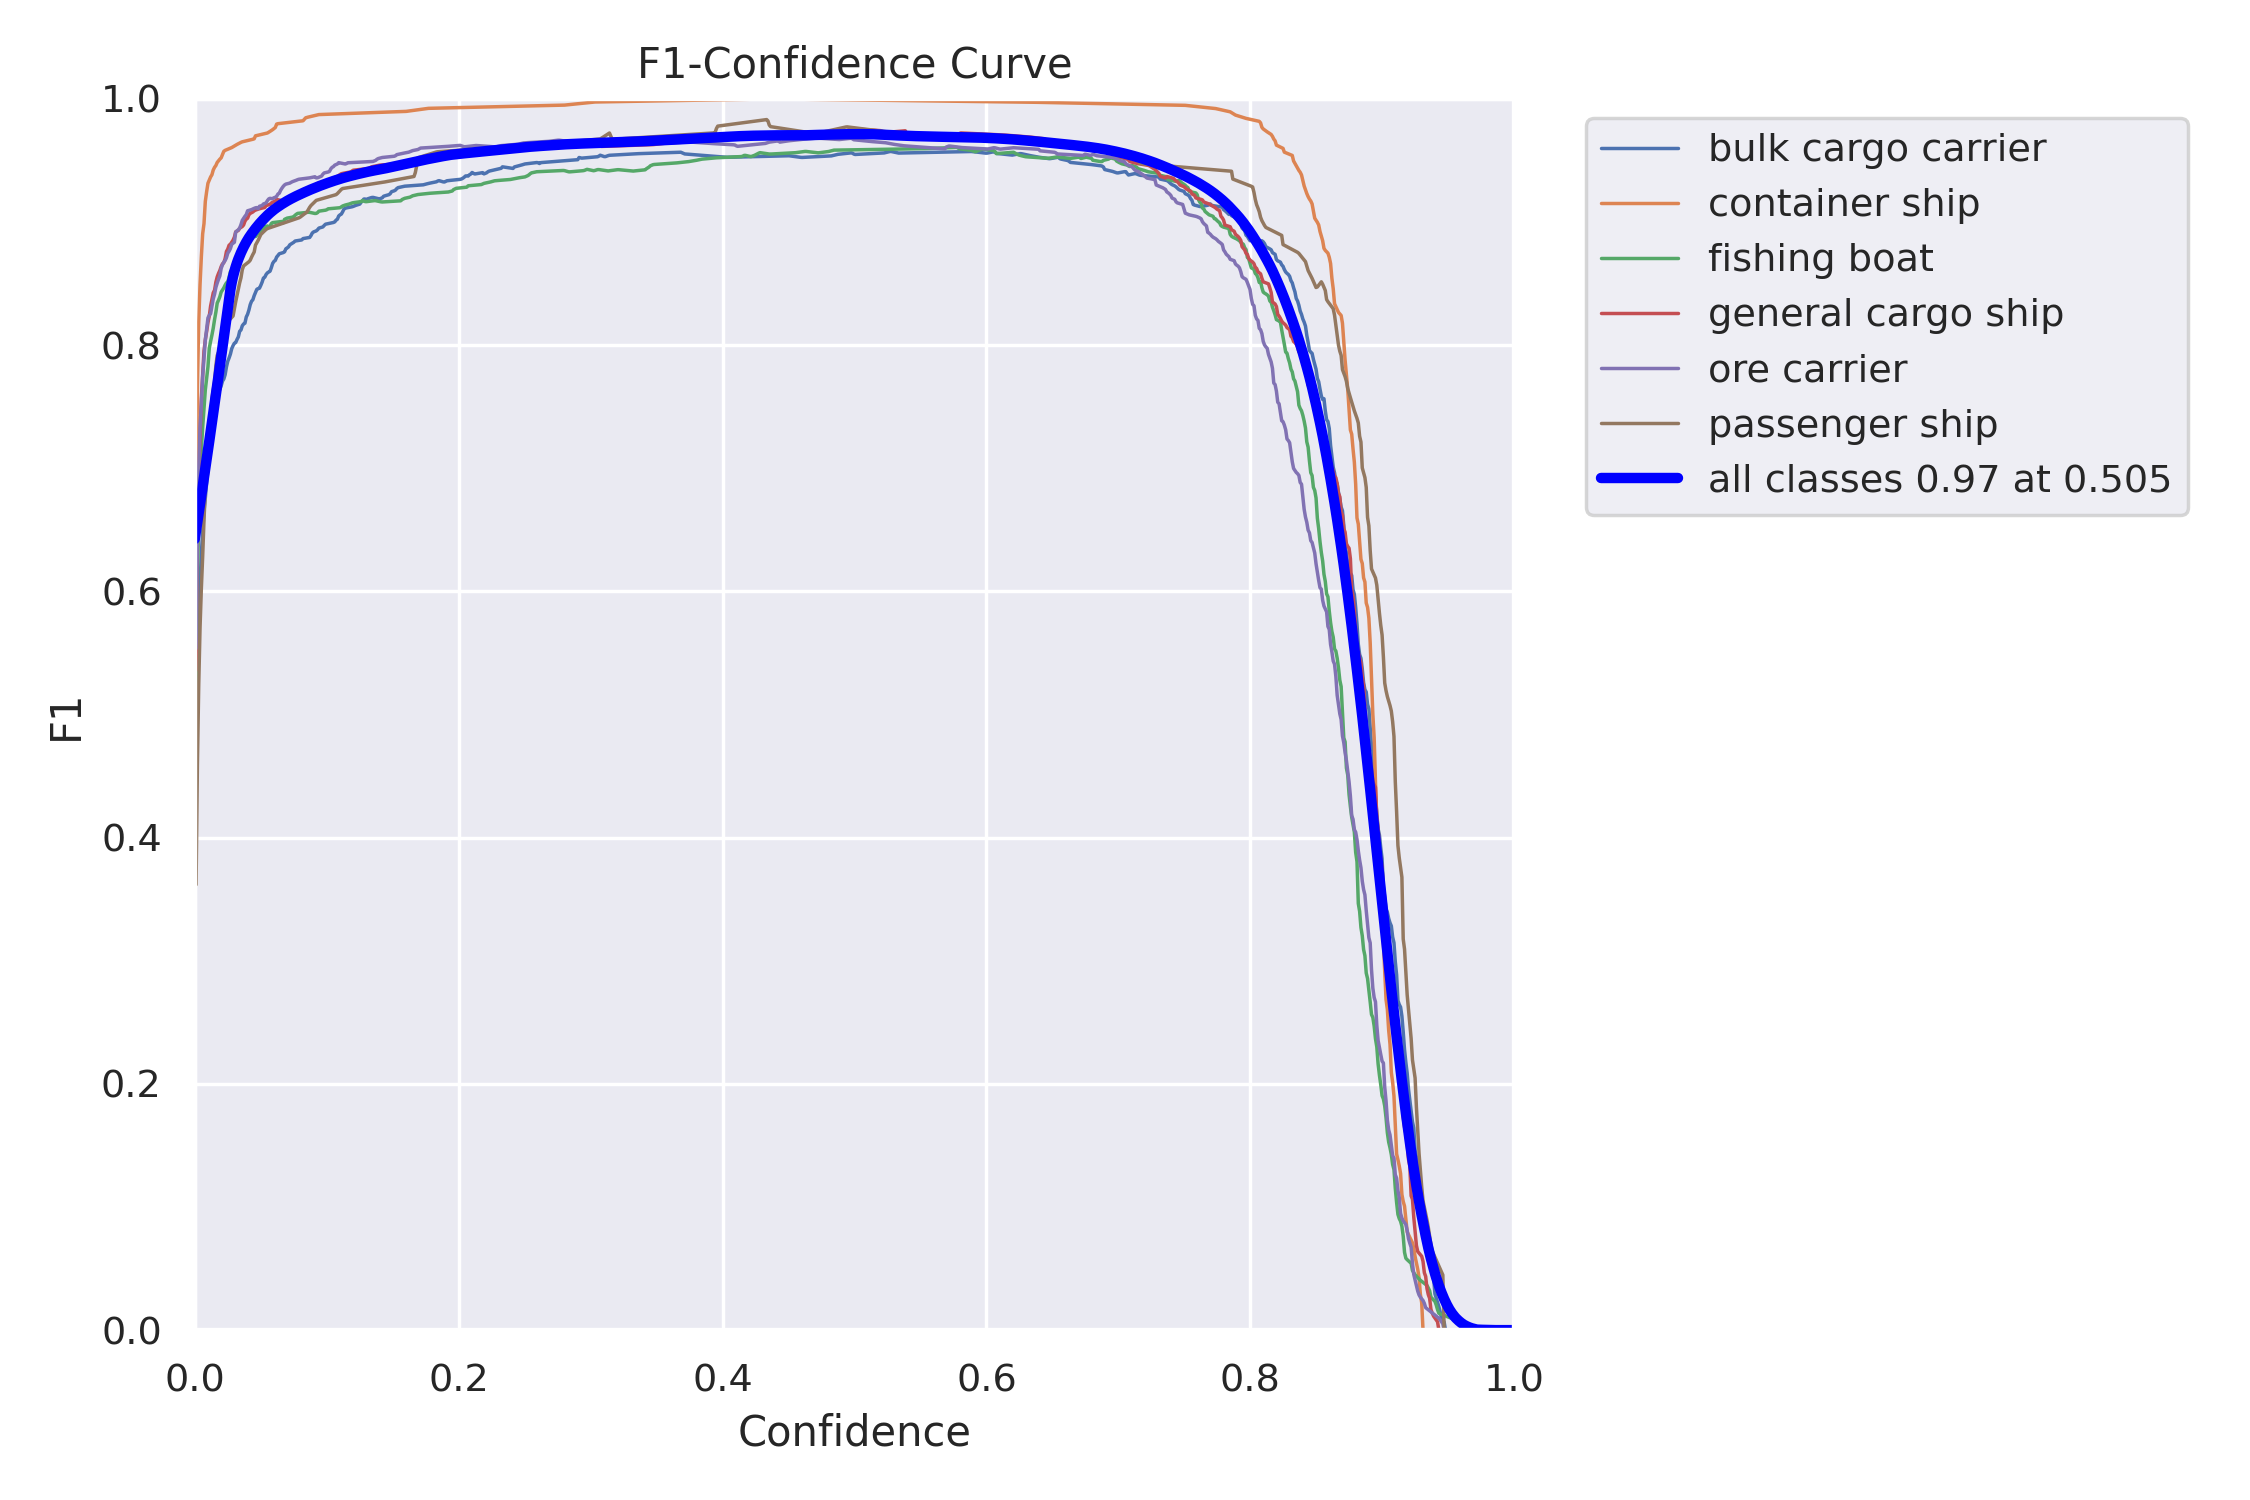 F1-Confidence Curve
1.0
0.8
0.6
0.4
0.2
0.0
F1
0.0 0.2 0.4 0.6 0.8 1.0
Confidence
bulk cargo carrier
container ship
fishing boat
general cargo ship
ore carrier
passenger ship
all classes 0.97 at 0.505